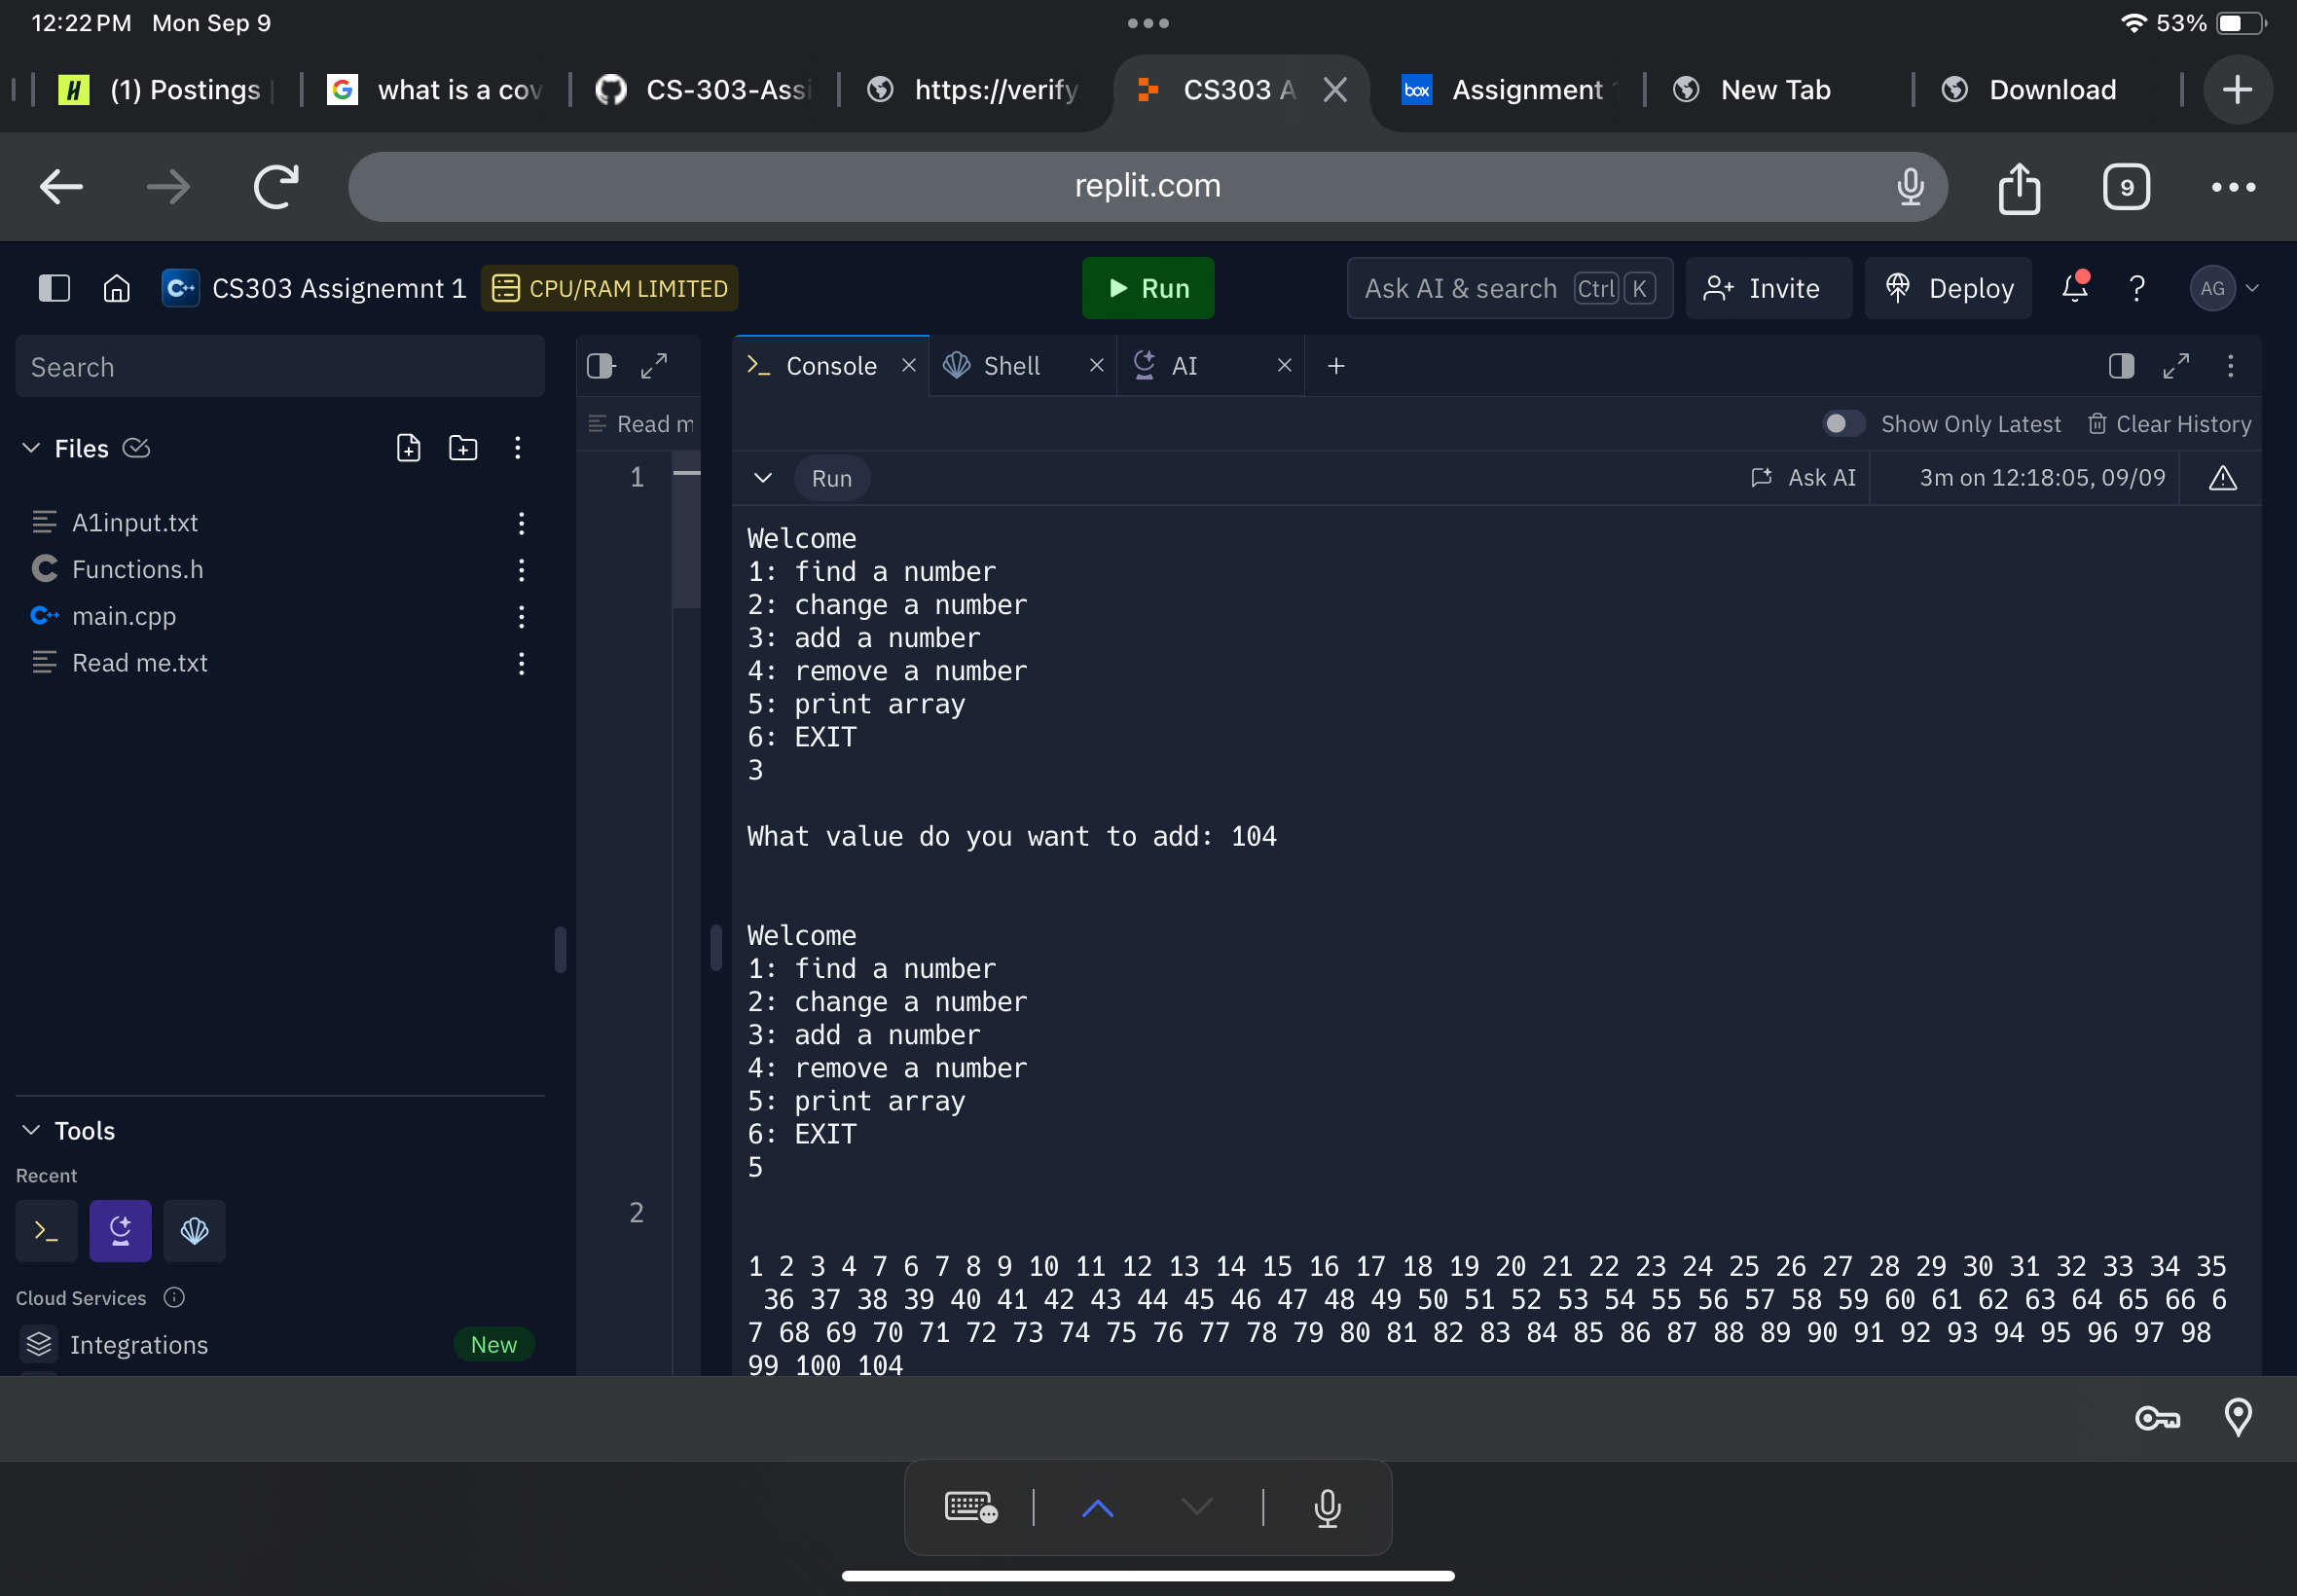 12:22 PM Mon Sep 9
53%
(1) Postings
what is a cov
CS-303-Assi
https://verify
CS303 A
box
Assignment
New Tab
Download
replit.com
9
CS303 Assignemnt 1
CPU/RAM LIMITED
Run
Ask AI & search Ctrl K
Invite
Deploy
AG
Search
Console
Shell
AI
Read m
Show Only Latest
Clear History
Files
1
Run
Ask AI
3m on 12:18:05, 09/09
A1input.txt
Functions.h
main.cpp
Read me.txt
Welcome
1: find a number
2: change a number
3: add a number
4: remove a number
5: print array
6: EXIT
3
What value do you want to add: 104
Welcome
1: find a number
2: change a number
3: add a number
4: remove a number
5: print array
6: EXIT
5
2
1 2 3 4 7 6 7 8 9 10 11 12 13 14 15 16 17 18 19 20 21 22 23 24 25 26 27 28 29 30 31 32 33 34 35
36 37 38 39 40 41 42 43 44 45 46 47 48 49 50 51 52 53 54 55 56 57 58 59 60 61 62 63 64 65 66 6
7 68 69 70 71 72 73 74 75 76 77 78 79 80 81 82 83 84 85 86 87 88 89 90 91 92 93 94 95 96 97 98
99 100 104
Tools
Recent
Cloud Services
Integrations
New